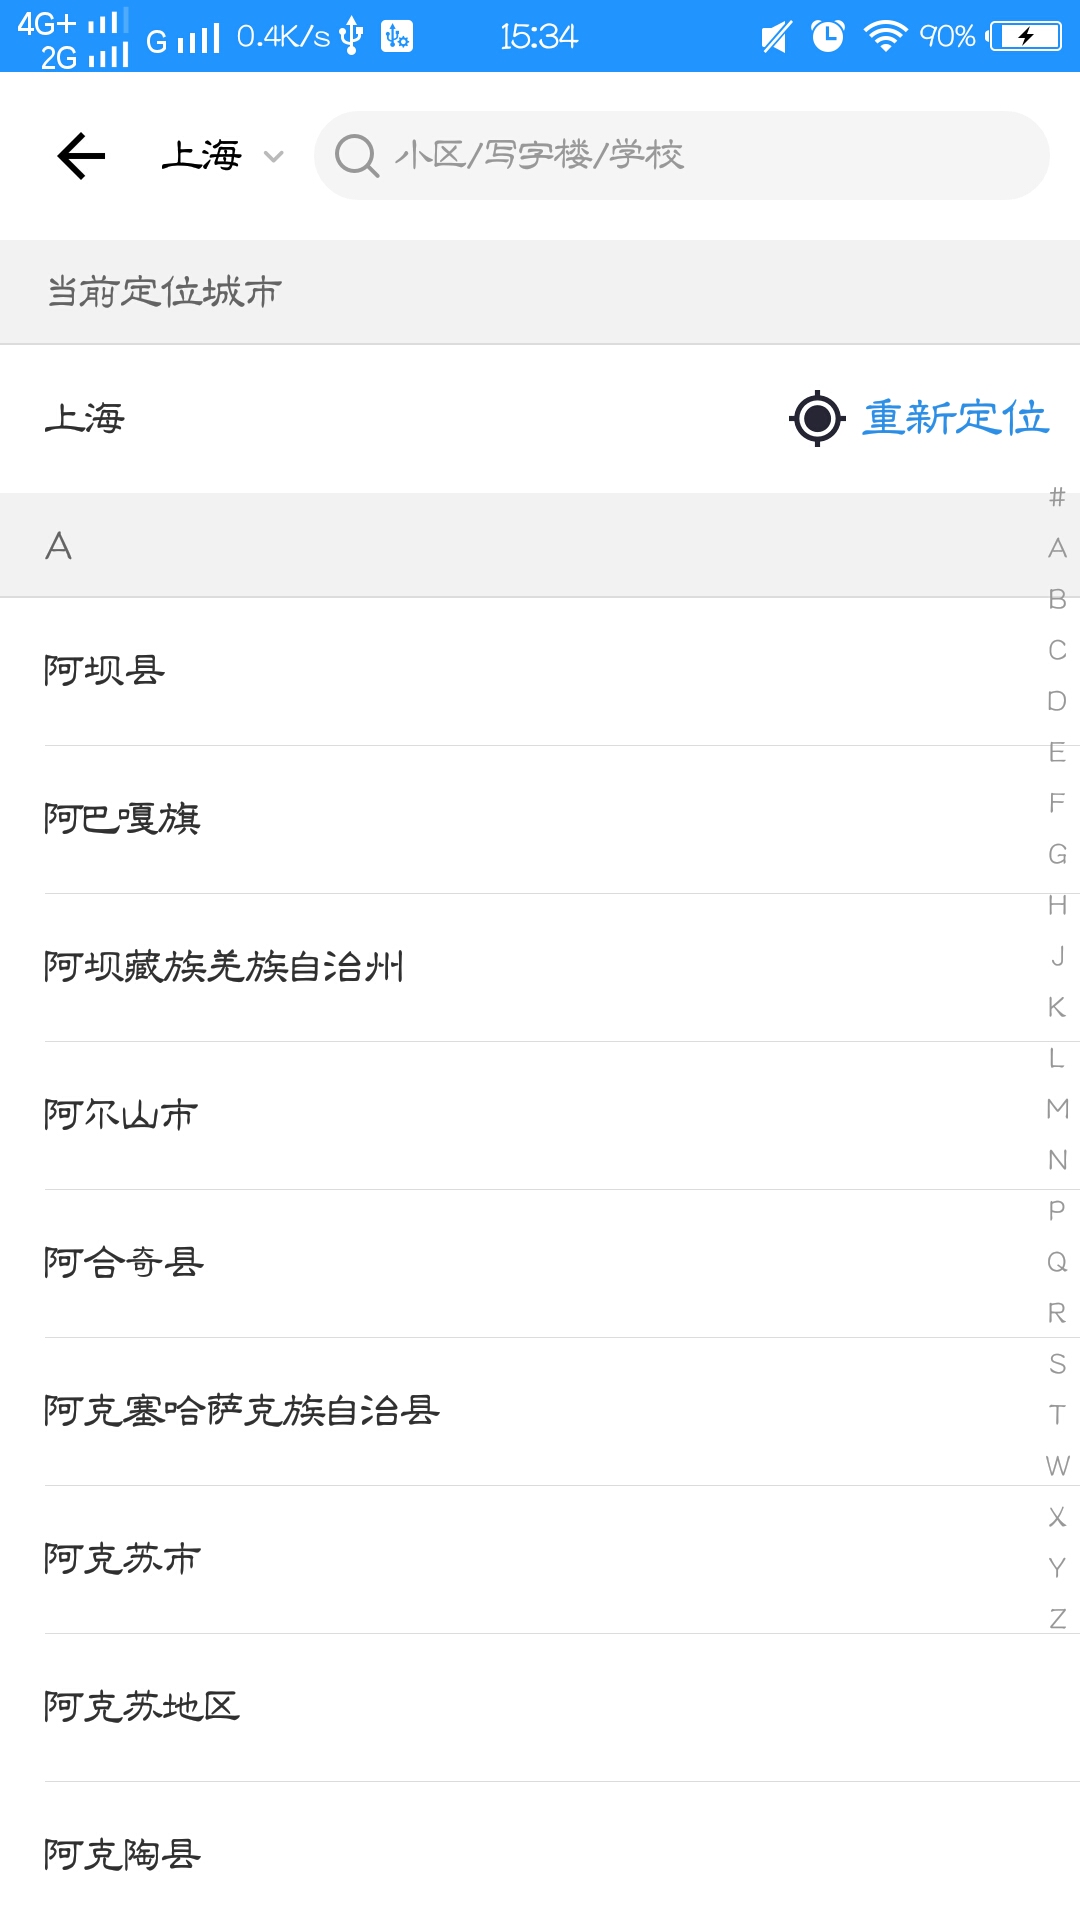 4G+ 2G G 0.4K/s 15:34 90%
上海 小区/写字楼/学校
当前定位城市
上海 重新定位
A
阿坝县
阿巴嘎旗
阿坝藏族羌族自治州
阿尔山市
阿合奇县
阿克塞哈萨克族自治县
阿克苏市
阿克苏地区
阿克陶县
#
A
B
C
D
E
F
G
H
J
K
L
M
N
P
Q
R
S
T
W
X
Y
Z